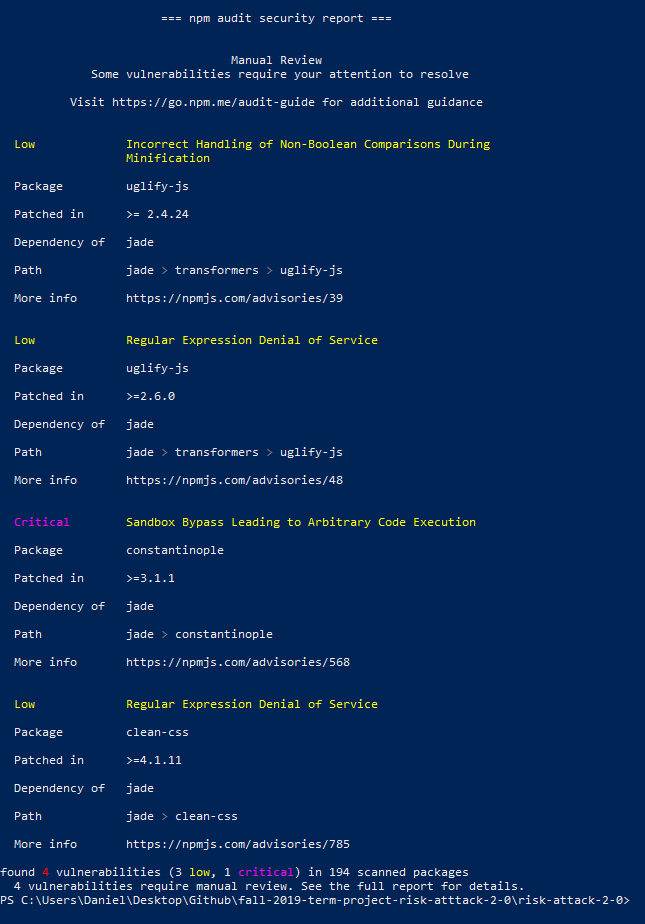 === npm audit security report ===
Manual Review
Some vulnerabilities require your attention to resolve
Visit https://go.npm.me/audit-guide for additional guidance
Low Incorrect Handling of Non-Boolean Comparisons During
Minification
Package uglify-js
Patched in >= 2.4.24
Dependency of jade
Path jade > transformers > uglify-js
More info https://npmjs.com/advisories/39
Low Regular Expression Denial of Service
Package uglify-js
Patched in >=2.6.0
Dependency of jade
Path jade > transformers > uglify-js
More info https://npmjs.com/advisories/48
Critical Sandbox Bypass Leading to Arbitrary Code Execution
Package constantinople
Patched in >=3.1.1
Dependency of jade
Path jade > constantinople
More info https://npmjs.com/advisories/568
Low Regular Expression Denial of Service
Package clean-css
Patched in >=4.1.11
Dependency of jade
Path jade > clean-css
More info https://npmjs.com/advisories/785
found 4 vulnerabilities (3 low, 1 critical) in 194 scanned packages
4 vulnerabilities require manual review. See the full report for details.
PS C:\Users\Daniel\Desktop\Github\fall-2019-term-project-risk-atttack-2-0\risk-attack-2-0>